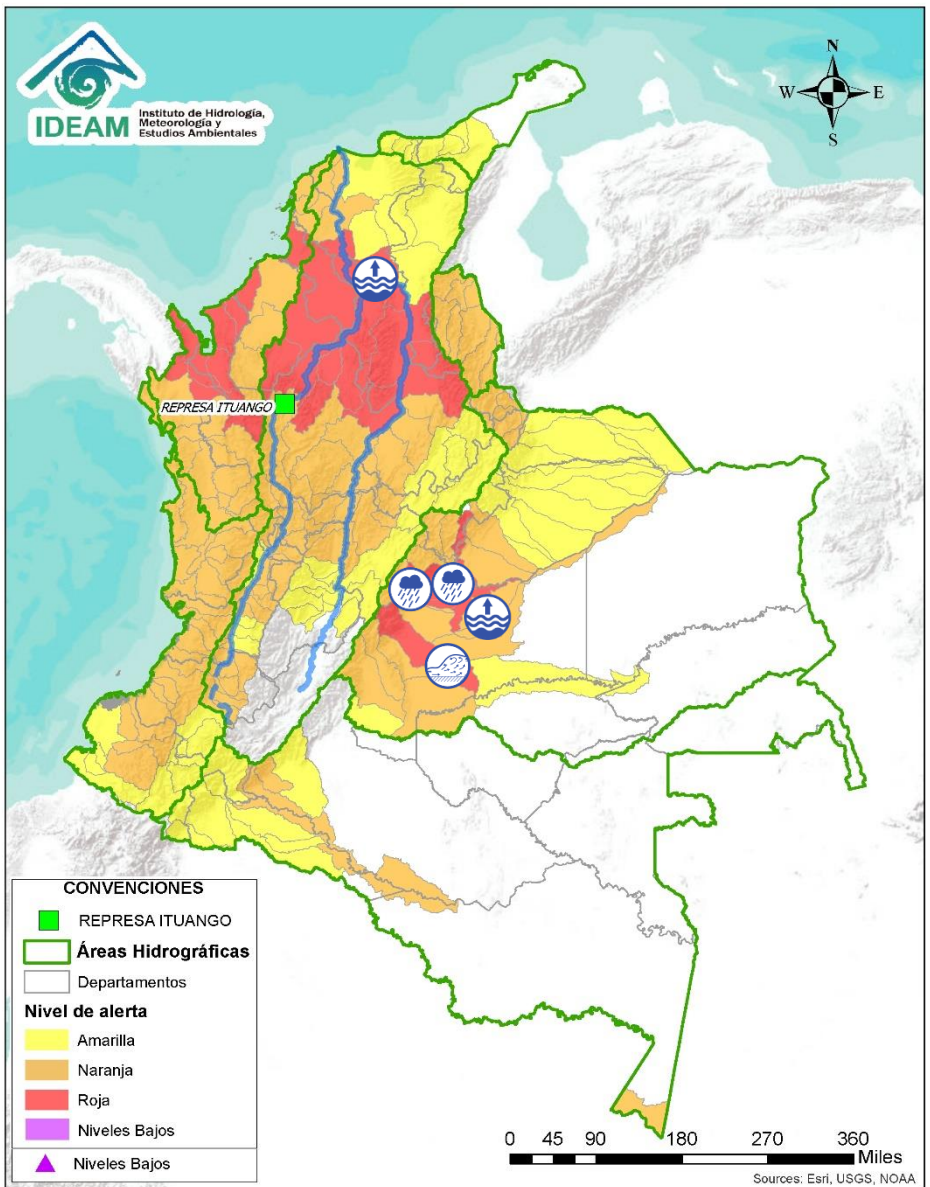 IDEAM
Instituto de Hidrología,
Meteorología y
Estudios Ambientales
N
W
E
S
REPRESA ITUANGO
CONVENCIONES
REPRESA ITUANGO
Áreas Hidrográficas
Departamentos
Nivel de alerta
Amarilla
Naranja
Roja
Niveles Bajos
Niveles Bajos
0 45 90 180 270 360
Miles
Sources: Esri, USGS, NOAA